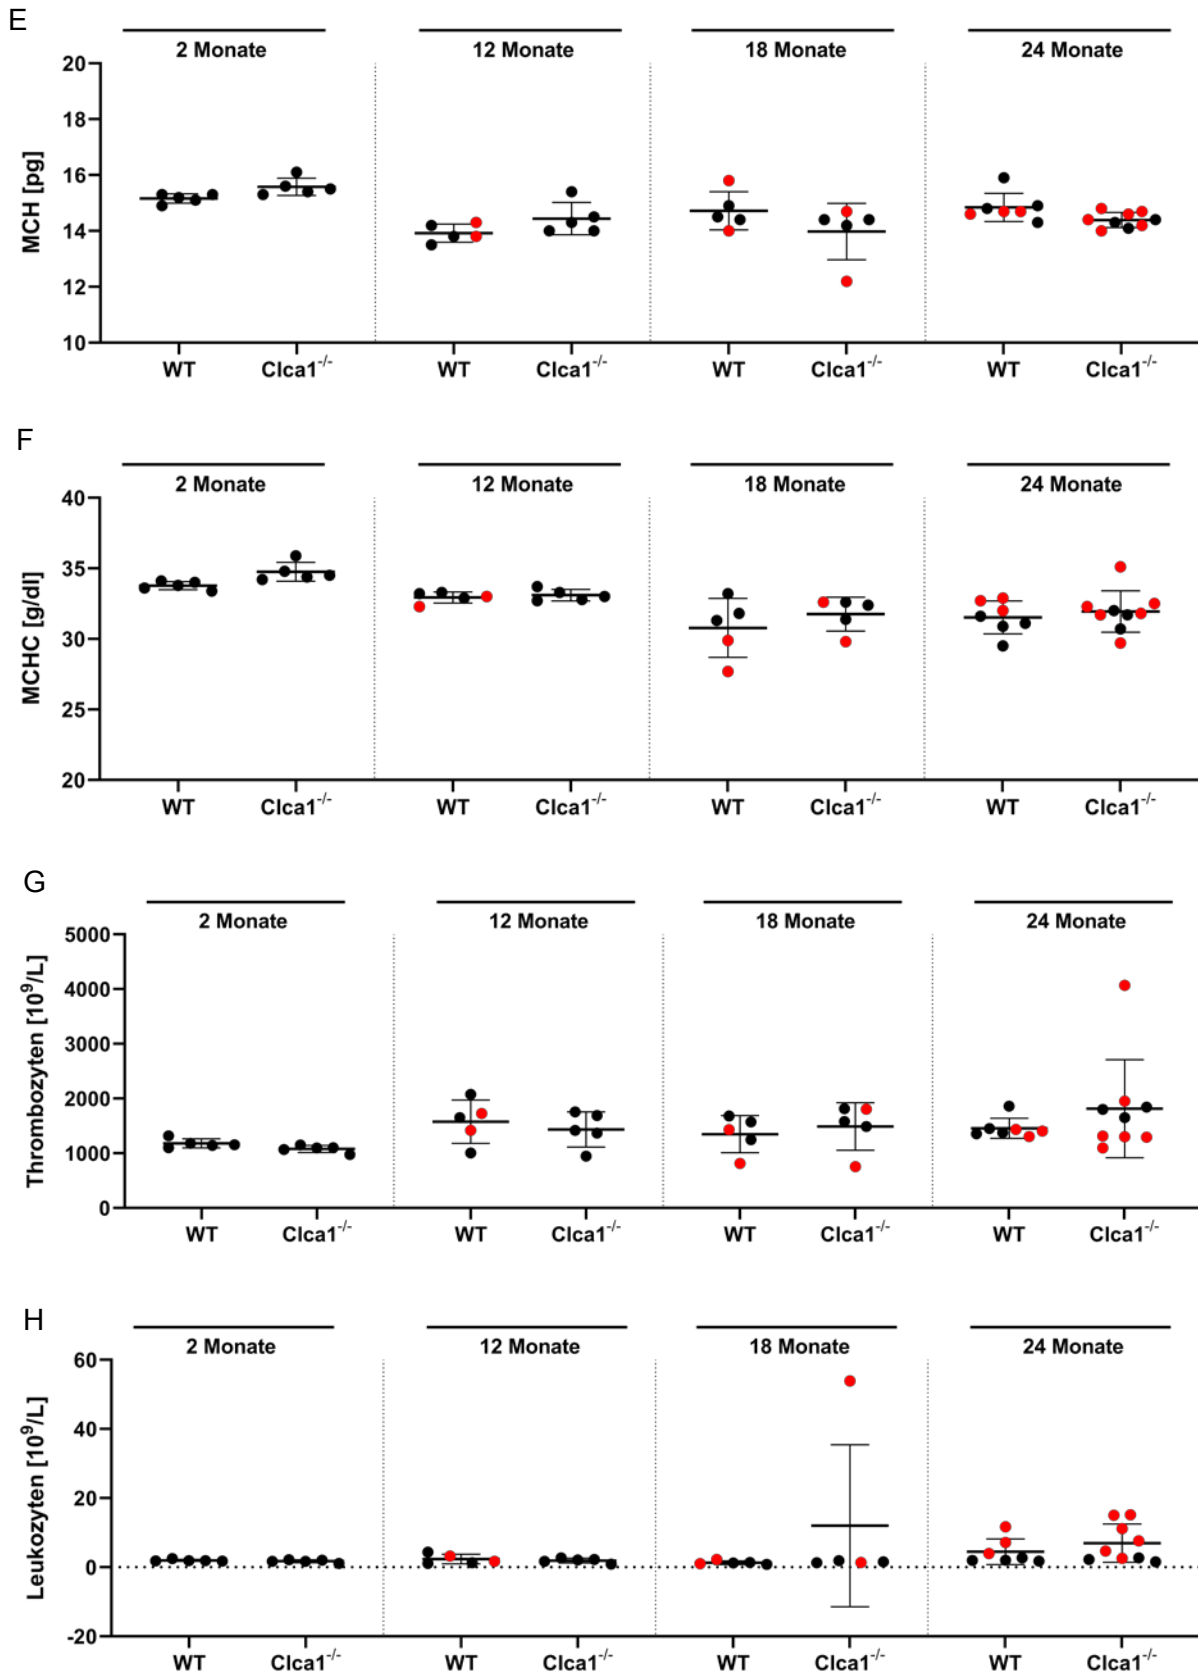 E
2 Monate 12 Monate 18 Monate 24 Monate
MCH [pg]
20
18
16
14
12
10
WT Clca1⁻/⁻ WT Clca1⁻/⁻ WT Clca1⁻/⁻ WT Clca1⁻/⁻
F
2 Monate 12 Monate 18 Monate 24 Monate
MCHC [g/dl]
40
35
30
25
20
WT Clca1⁻/⁻ WT Clca1⁻/⁻ WT Clca1⁻/⁻ WT Clca1⁻/⁻
G
2 Monate 12 Monate 18 Monate 24 Monate
Thrombozyten [10⁹/L]
5000
4000
3000
2000
1000
0
WT Clca1⁻/⁻ WT Clca1⁻/⁻ WT Clca1⁻/⁻ WT Clca1⁻/⁻
H
2 Monate 12 Monate 18 Monate 24 Monate
Leukozyten [10⁹/L]
60
40
20
0
-20
WT Clca1⁻/⁻ WT Clca1⁻/⁻ WT Clca1⁻/⁻ WT Clca1⁻/⁻